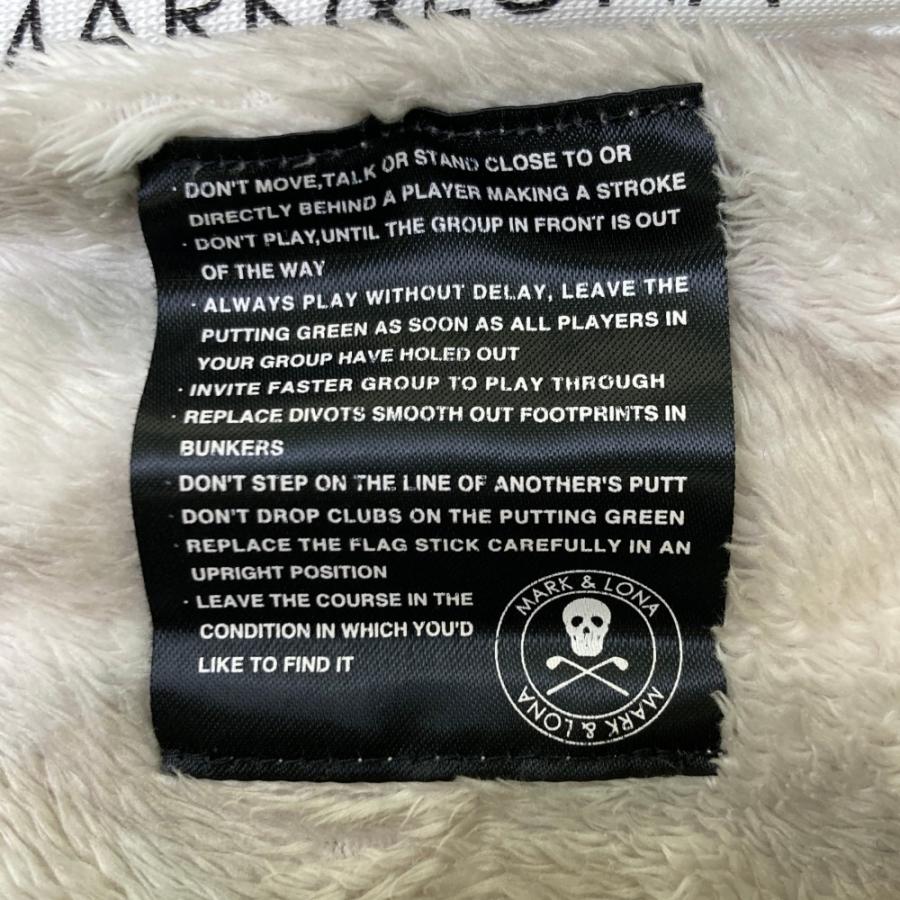 MARK & LONA
· DON'T MOVE,TALK OR STAND CLOSE TO OR
DIRECTLY BEHIND A PLAYER MAKING A STROKE
· DON'T PLAY,UNTIL THE GROUP IN FRONT IS OUT
OF THE WAY
· ALWAYS PLAY WITHOUT DELAY, LEAVE THE
PUTTING GREEN AS SOON AS ALL PLAYERS IN
YOUR GROUP HAVE HOLED OUT
· INVITE FASTER GROUP TO PLAY THROUGH
· REPLACE DIVOTS SMOOTH OUT FOOTPRINTS IN
BUNKERS
· DON'T STEP ON THE LINE OF ANOTHER'S PUTT
· DON'T DROP CLUBS ON THE PUTTING GREEN
· REPLACE THE FLAG STICK CAREFULLY IN AN
UPRIGHT POSITION
· LEAVE THE COURSE IN THE
CONDITION IN WHICH YOU'D
LIKE TO FIND IT
MARK & LONA
MARK & LONA